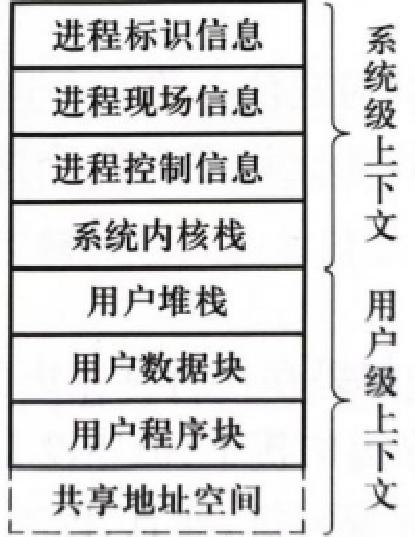 进程标识信息
进程现场信息
进程控制信息
系统内核栈
用户堆栈
用户数据块
用户程序块
共享地址空间
系统级上下文
用户级上下文